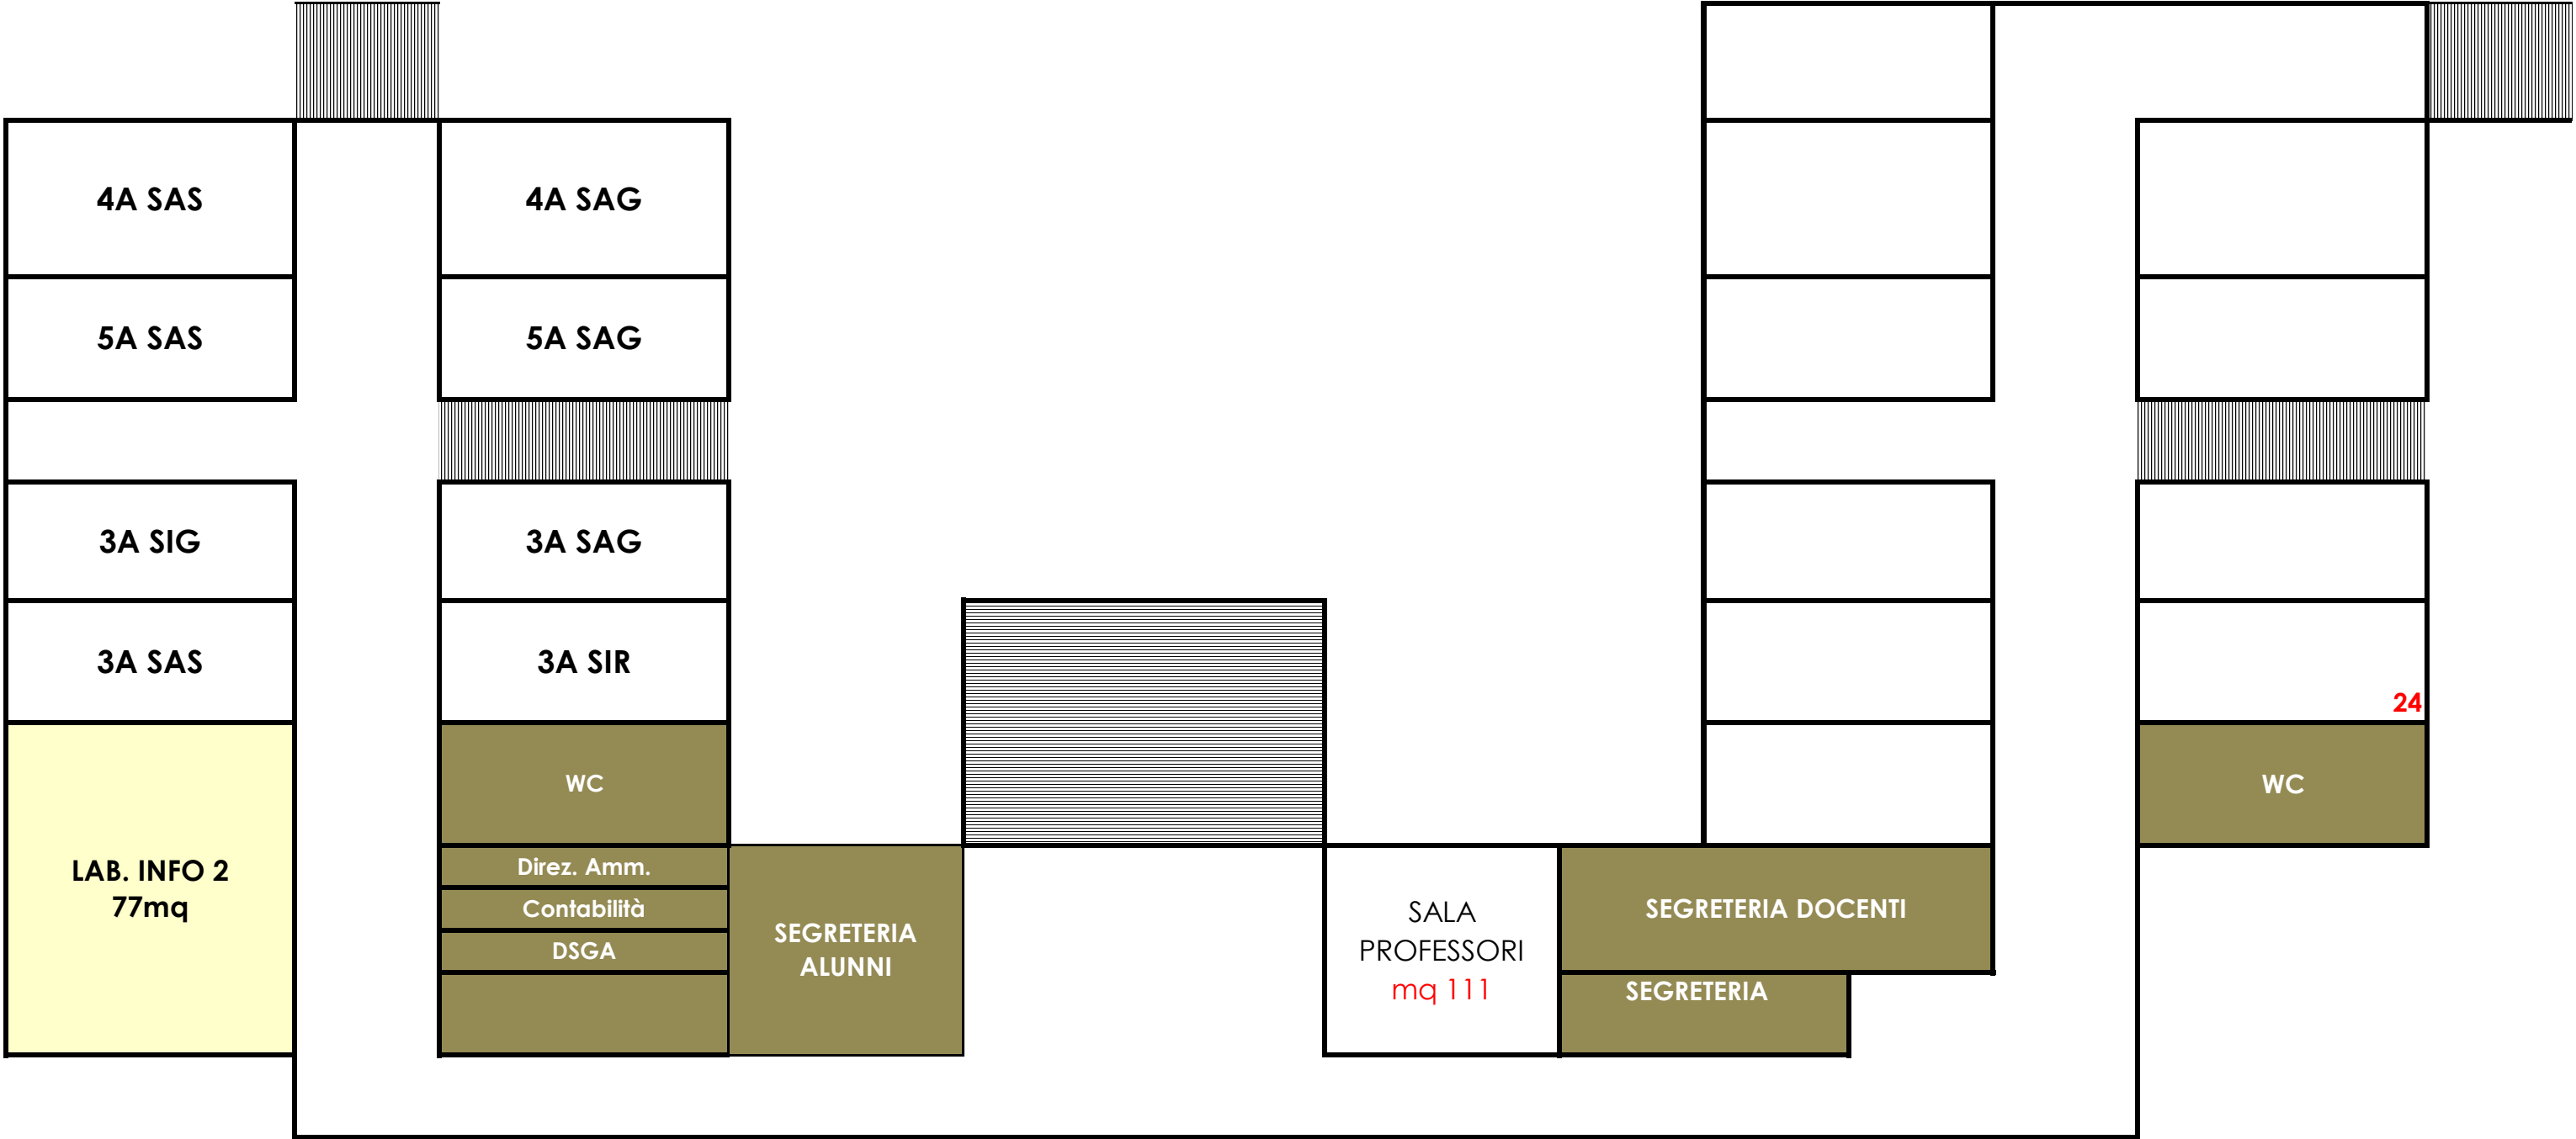 4A SAS
4A SAG
5A SAS
5A SAG
3A SIG
3A SAG
3A SAS
3A SIR
24
WC
WC
LAB. INFO 2
77mq
Direz. Amm.
Contabilità
DSGA
SEGRETERIA
ALUNNI
SALA
PROFESSORI
mq 111
SEGRETERIA DOCENTI
SEGRETERIA